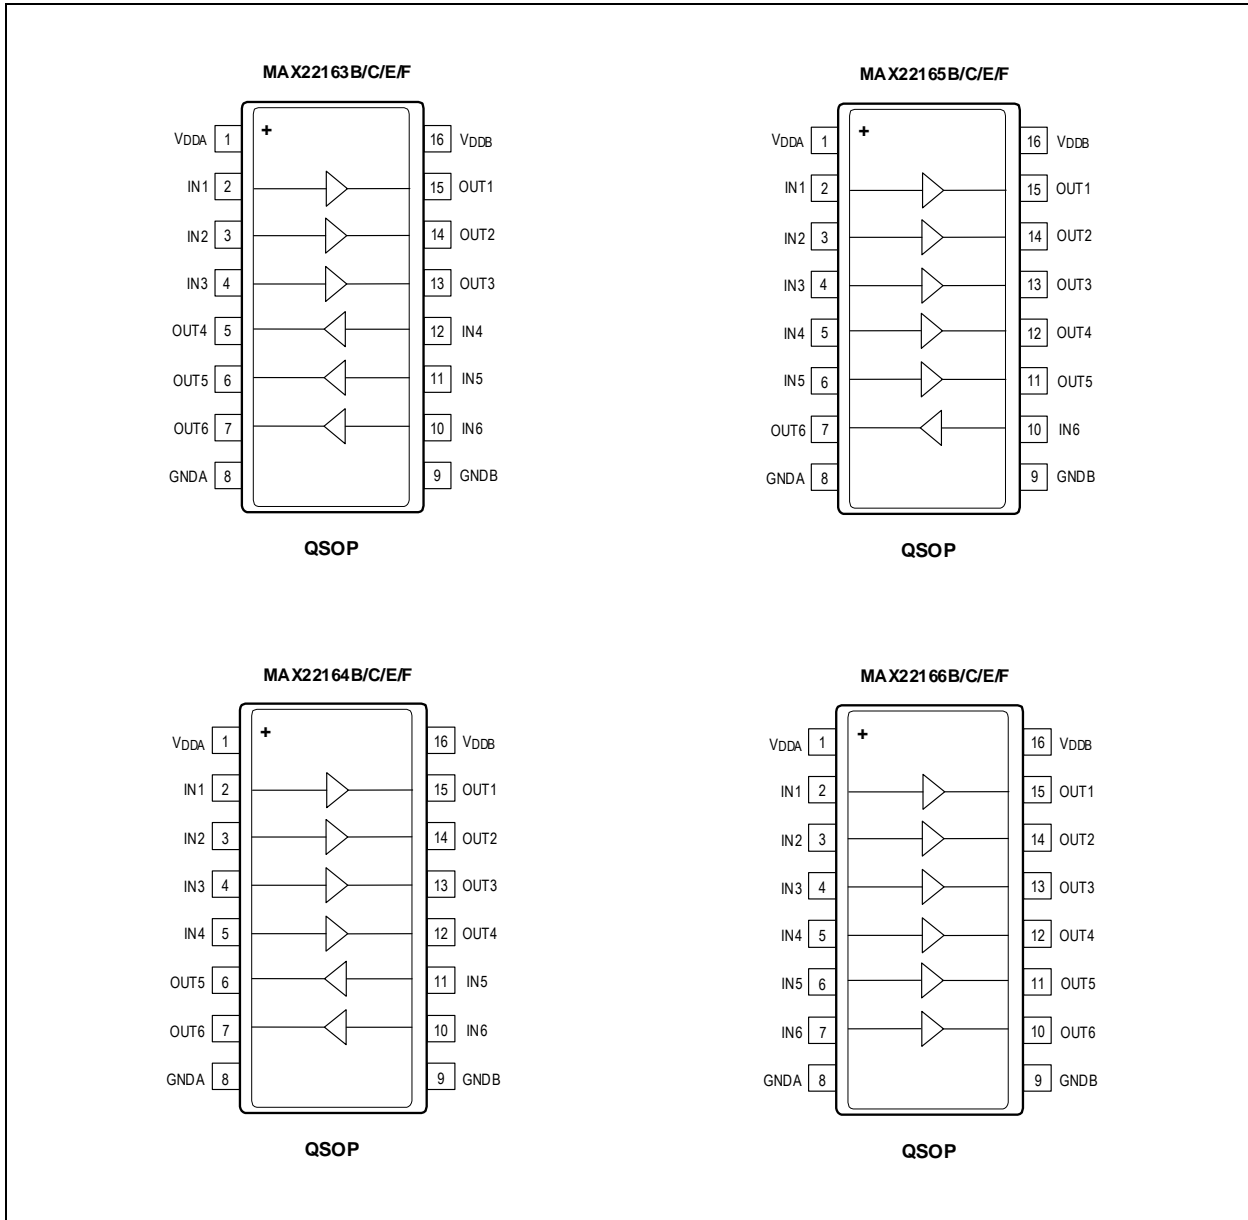 MAX22163B/C/E/F
+
VDDA 1 16 VDDB
IN1 2 15 OUT1
IN2 3 14 OUT2
IN3 4 13 OUT3
OUT4 5 12 IN4
OUT5 6 11 IN5
OUT6 7 10 IN6
GNDA 8 9 GNDB
QSOP
MAX22165B/C/E/F
+
VDDA 1 16 VDDB
IN1 2 15 OUT1
IN2 3 14 OUT2
IN3 4 13 OUT3
IN4 5 12 OUT4
IN5 6 11 OUT5
OUT6 7 10 IN6
GNDA 8 9 GNDB
QSOP
MAX22164B/C/E/F
+
VDDA 1 16 VDDB
IN1 2 15 OUT1
IN2 3 14 OUT2
IN3 4 13 OUT3
IN4 5 12 OUT4
OUT5 6 11 IN5
OUT6 7 10 IN6
GNDA 8 9 GNDB
QSOP
MAX22166B/C/E/F
+
VDDA 1 16 VDDB
IN1 2 15 OUT1
IN2 3 14 OUT2
IN3 4 13 OUT3
IN4 5 12 OUT4
IN5 6 11 OUT5
IN6 7 10 OUT6
GNDA 8 9 GNDB
QSOP